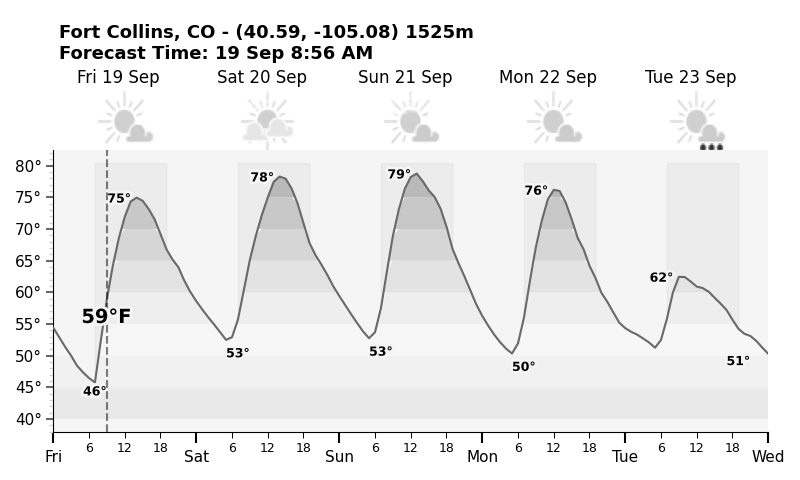 Fort Collins, CO - (40.59, -105.08) 1525m
Forecast Time: 19 Sep 8:56 AM
Fri 19 Sep Sat 20 Sep Sun 21 Sep Mon 22 Sep Tue 23 Sep
80°
75°
70°
65°
60°
55°
50°
45°
40°
75° 78° 79° 76° 62°
59°F
46° 53° 53° 50° 51°
6 12 18 6 12 18 6 12 18 6 12 18 6 12 18
Fri Sat Sun Mon Tue Wed